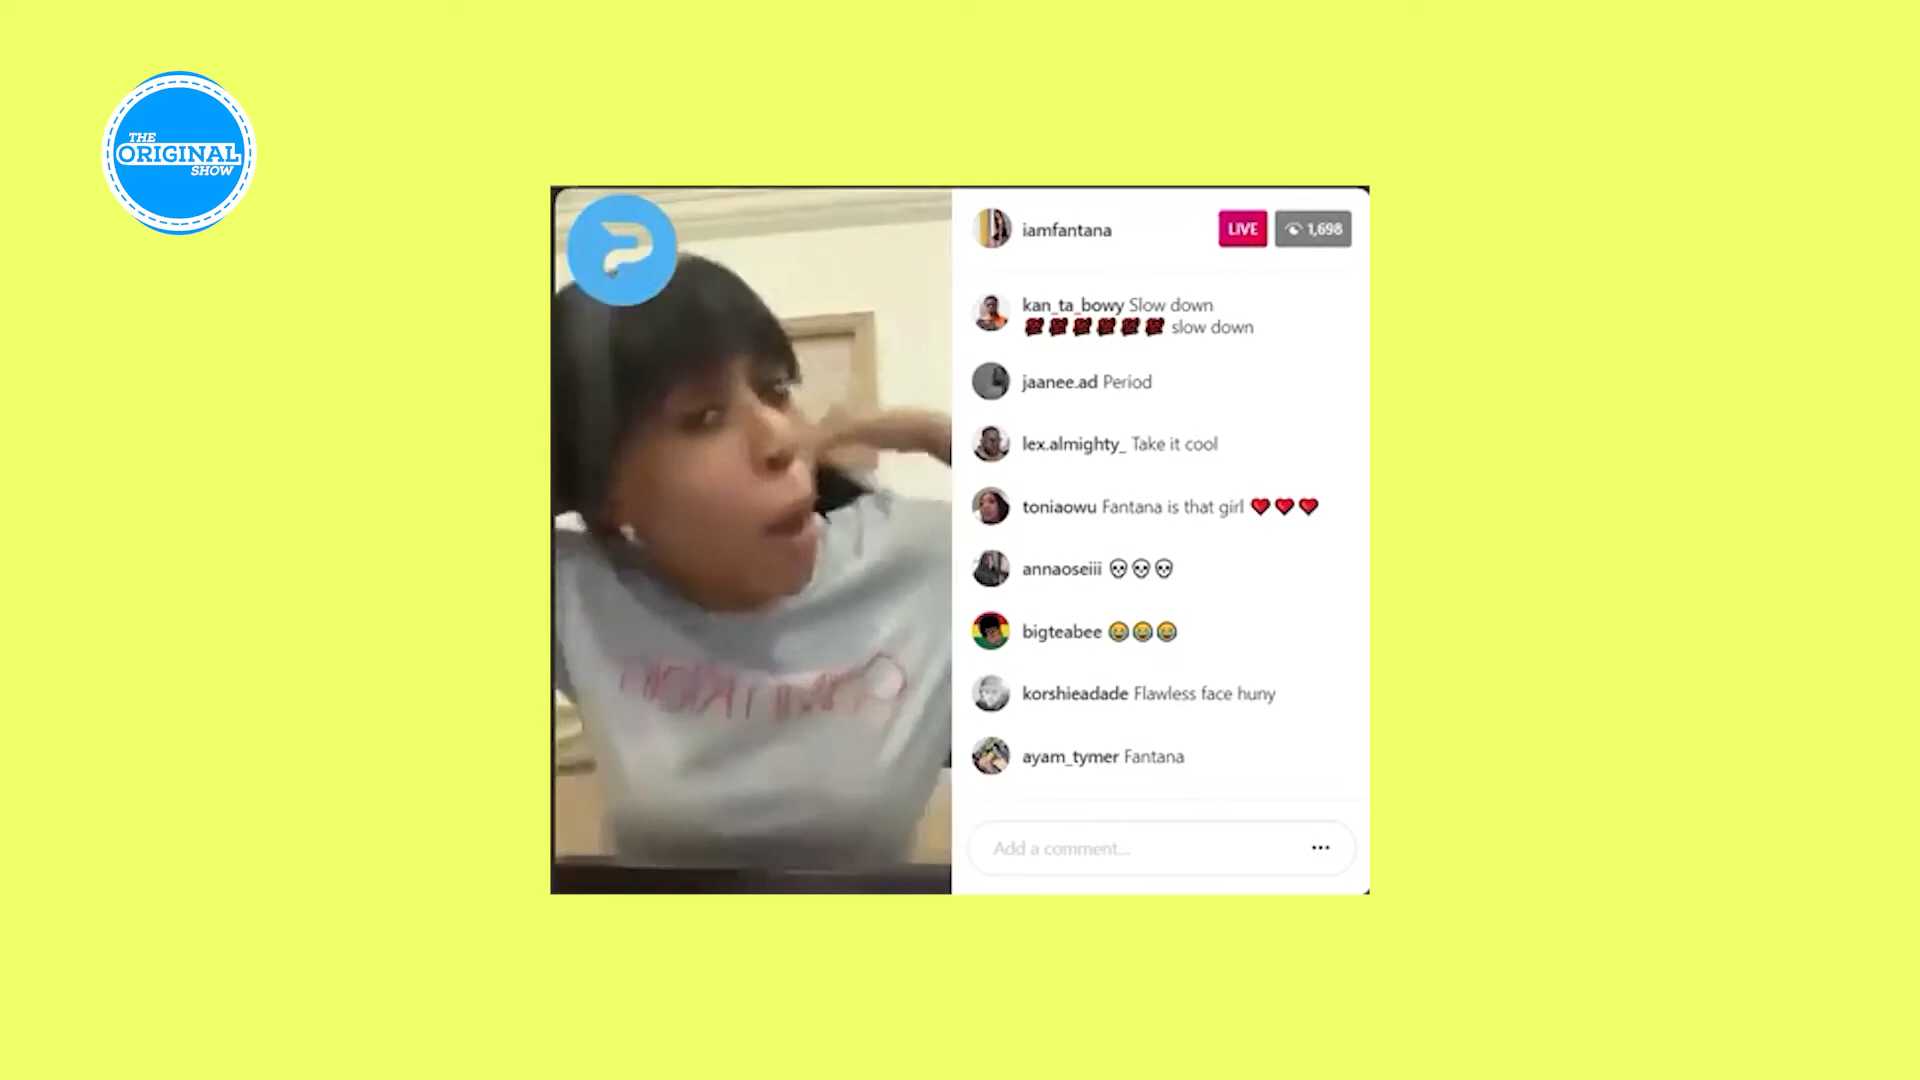 THE
ORIGINAL
SHOW
iamfantana
LIVE
1,698
kan_ta_bowy Slow down
💯💯💯💯💯💯 slow down
jaanee.ad Period
lex.almighty_ Take it cool
toniaowu Fantana is that girl ❤️❤️❤️
annaoseiii 💀💀💀
bigteabee 😂😂😂
korshieadade Flawless face huny
ayam_tymer Fantana
Add a comment...